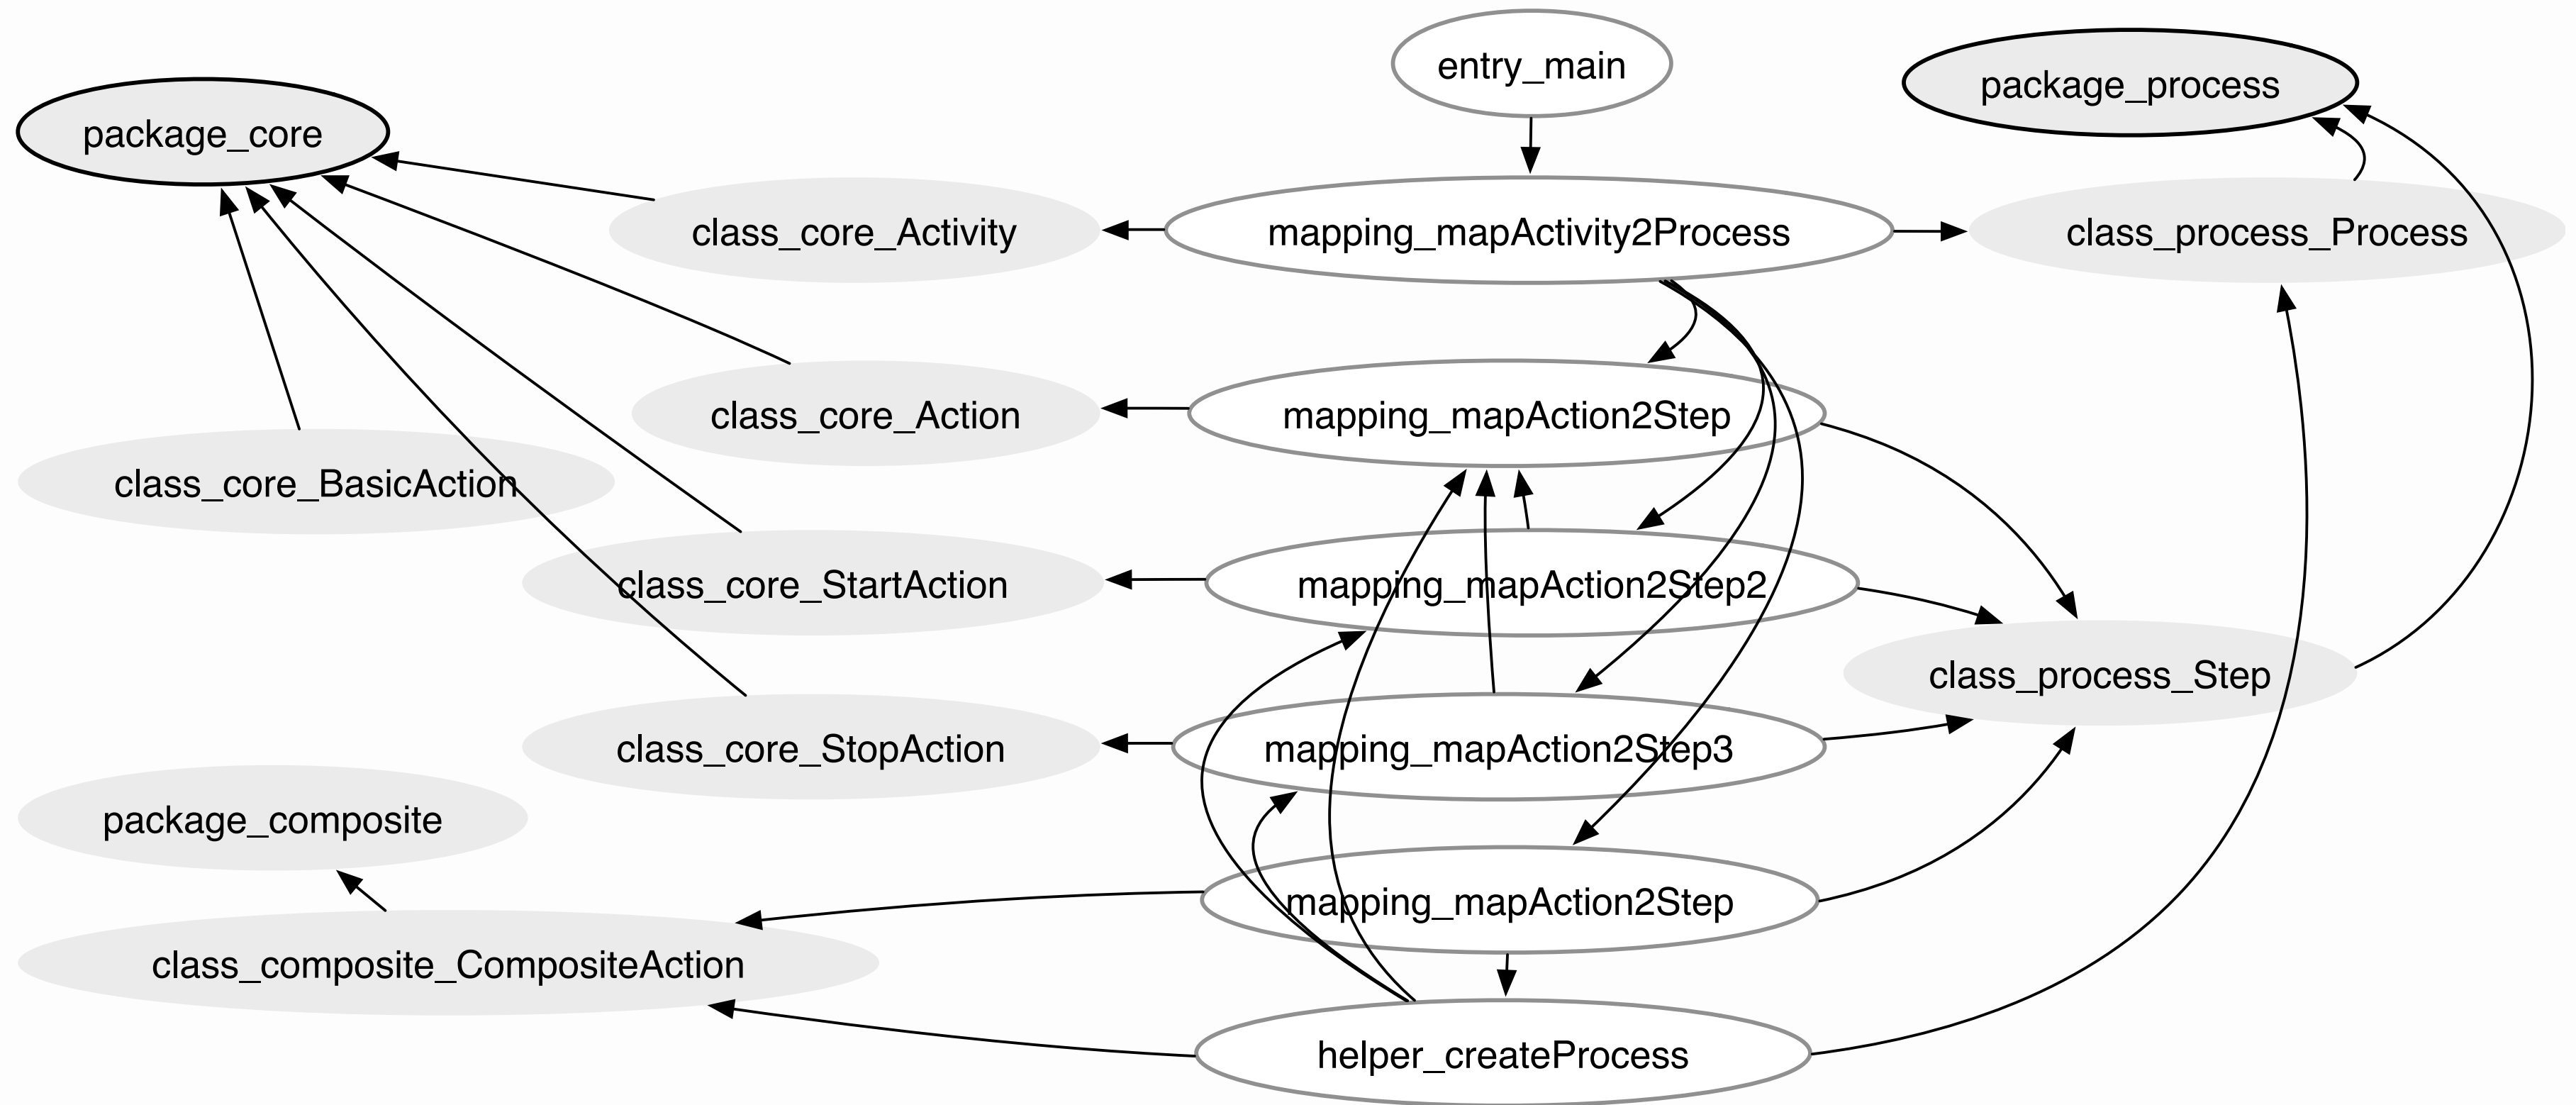 entry_main
package_process
package_core
class_core_Activity
mapping_mapActivity2Process
class_process_Process
class_core_Action
mapping_mapAction2Step
class_core_BasicAction
class_core_StartAction
mapping_mapAction2Step2
class_process_Step
class_core_StopAction
mapping_mapAction2Step3
package_composite
mapping_mapAction2Step
class_composite_CompositeAction
helper_createProcess